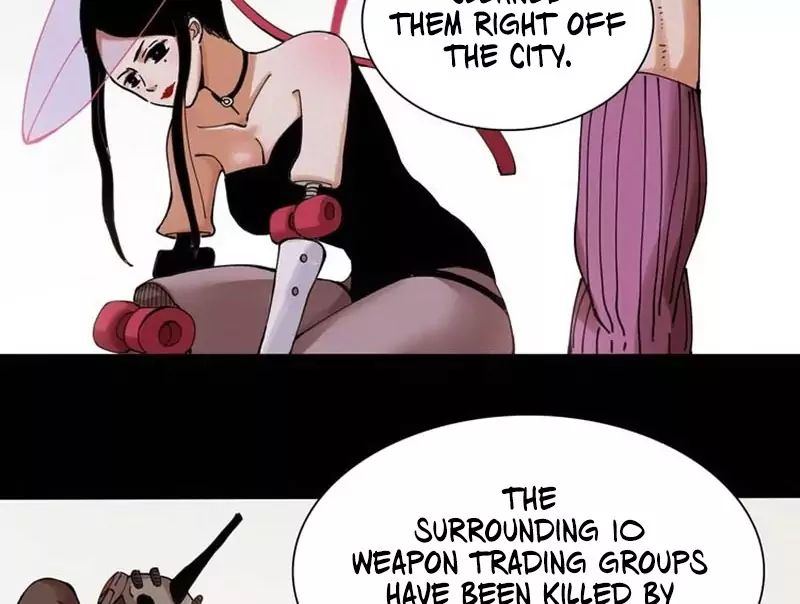 THEM RIGHT OFF
THE CITY.
THE
SURROUNDING 10
WEAPON TRADING GROUPS
HAVE BEEN KILLED BY